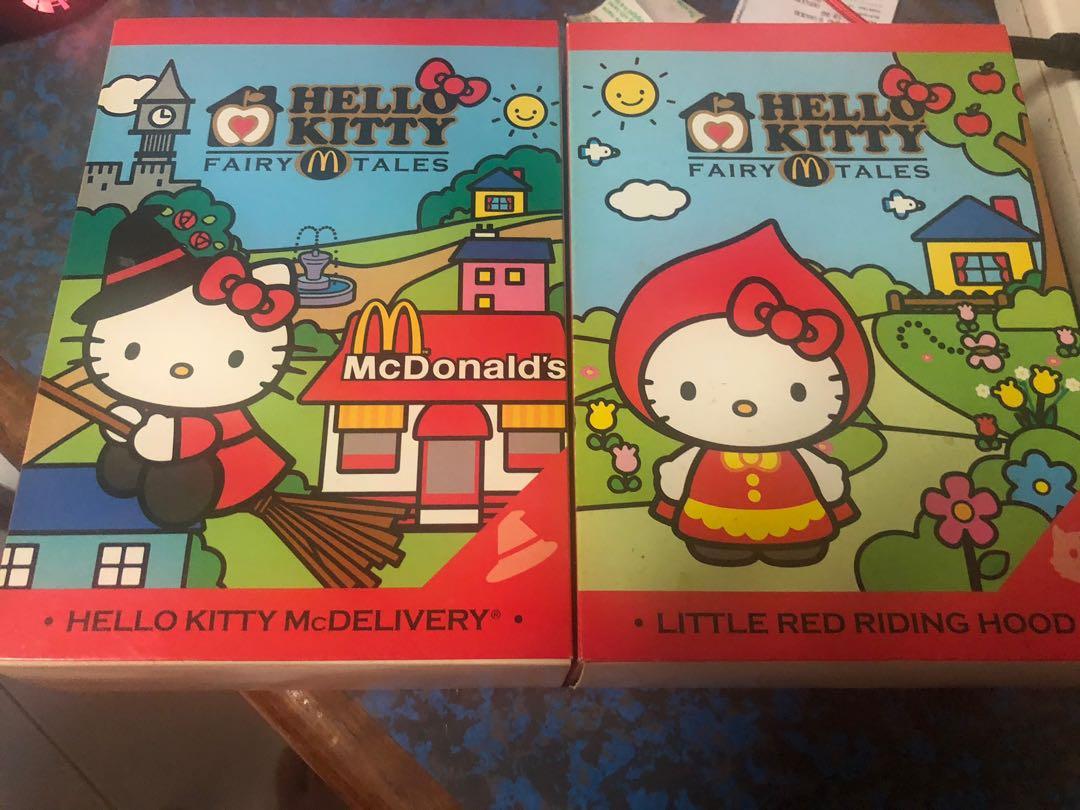 HELLO
KITTY
FAIRY M TALES
McDonald's
• HELLO KITTY McDELIVERY® •
HELLO
KITTY
FAIRY M TALES
• LITTLE RED RIDING HOOD